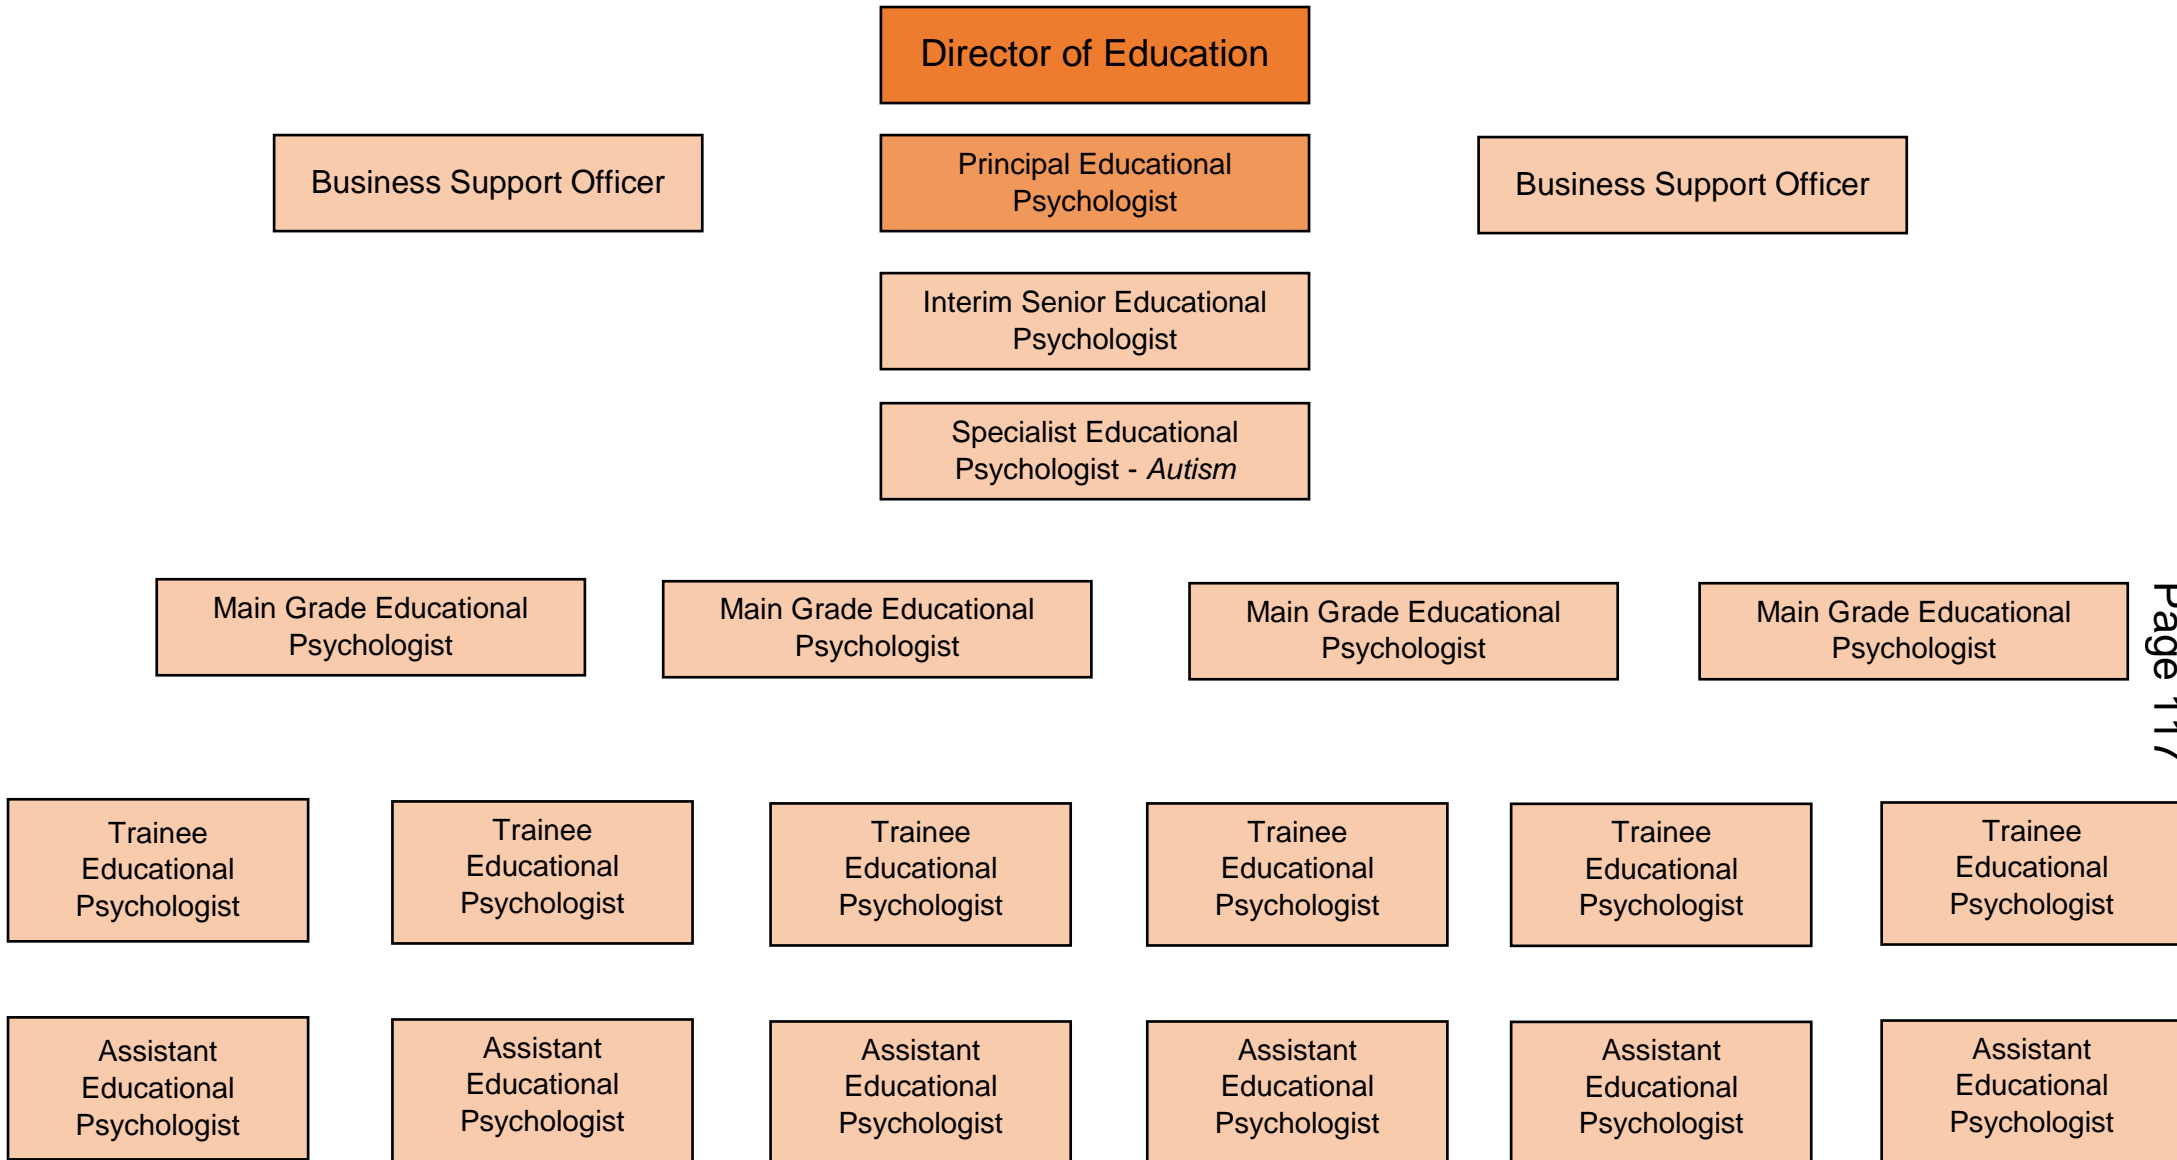 Director of Education
Business Support Officer
Principal Educational
Psychologist
Business Support Officer
Interim Senior Educational
Psychologist
Specialist Educational
Psychologist - Autism
Main Grade Educational
Psychologist
Main Grade Educational
Psychologist
Main Grade Educational
Psychologist
Main Grade Educational
Psychologist
Page 117
Trainee
Educational
Psychologist
Trainee
Educational
Psychologist
Trainee
Educational
Psychologist
Trainee
Educational
Psychologist
Trainee
Educational
Psychologist
Trainee
Educational
Psychologist
Assistant
Educational
Psychologist
Assistant
Educational
Psychologist
Assistant
Educational
Psychologist
Assistant
Educational
Psychologist
Assistant
Educational
Psychologist
Assistant
Educational
Psychologist